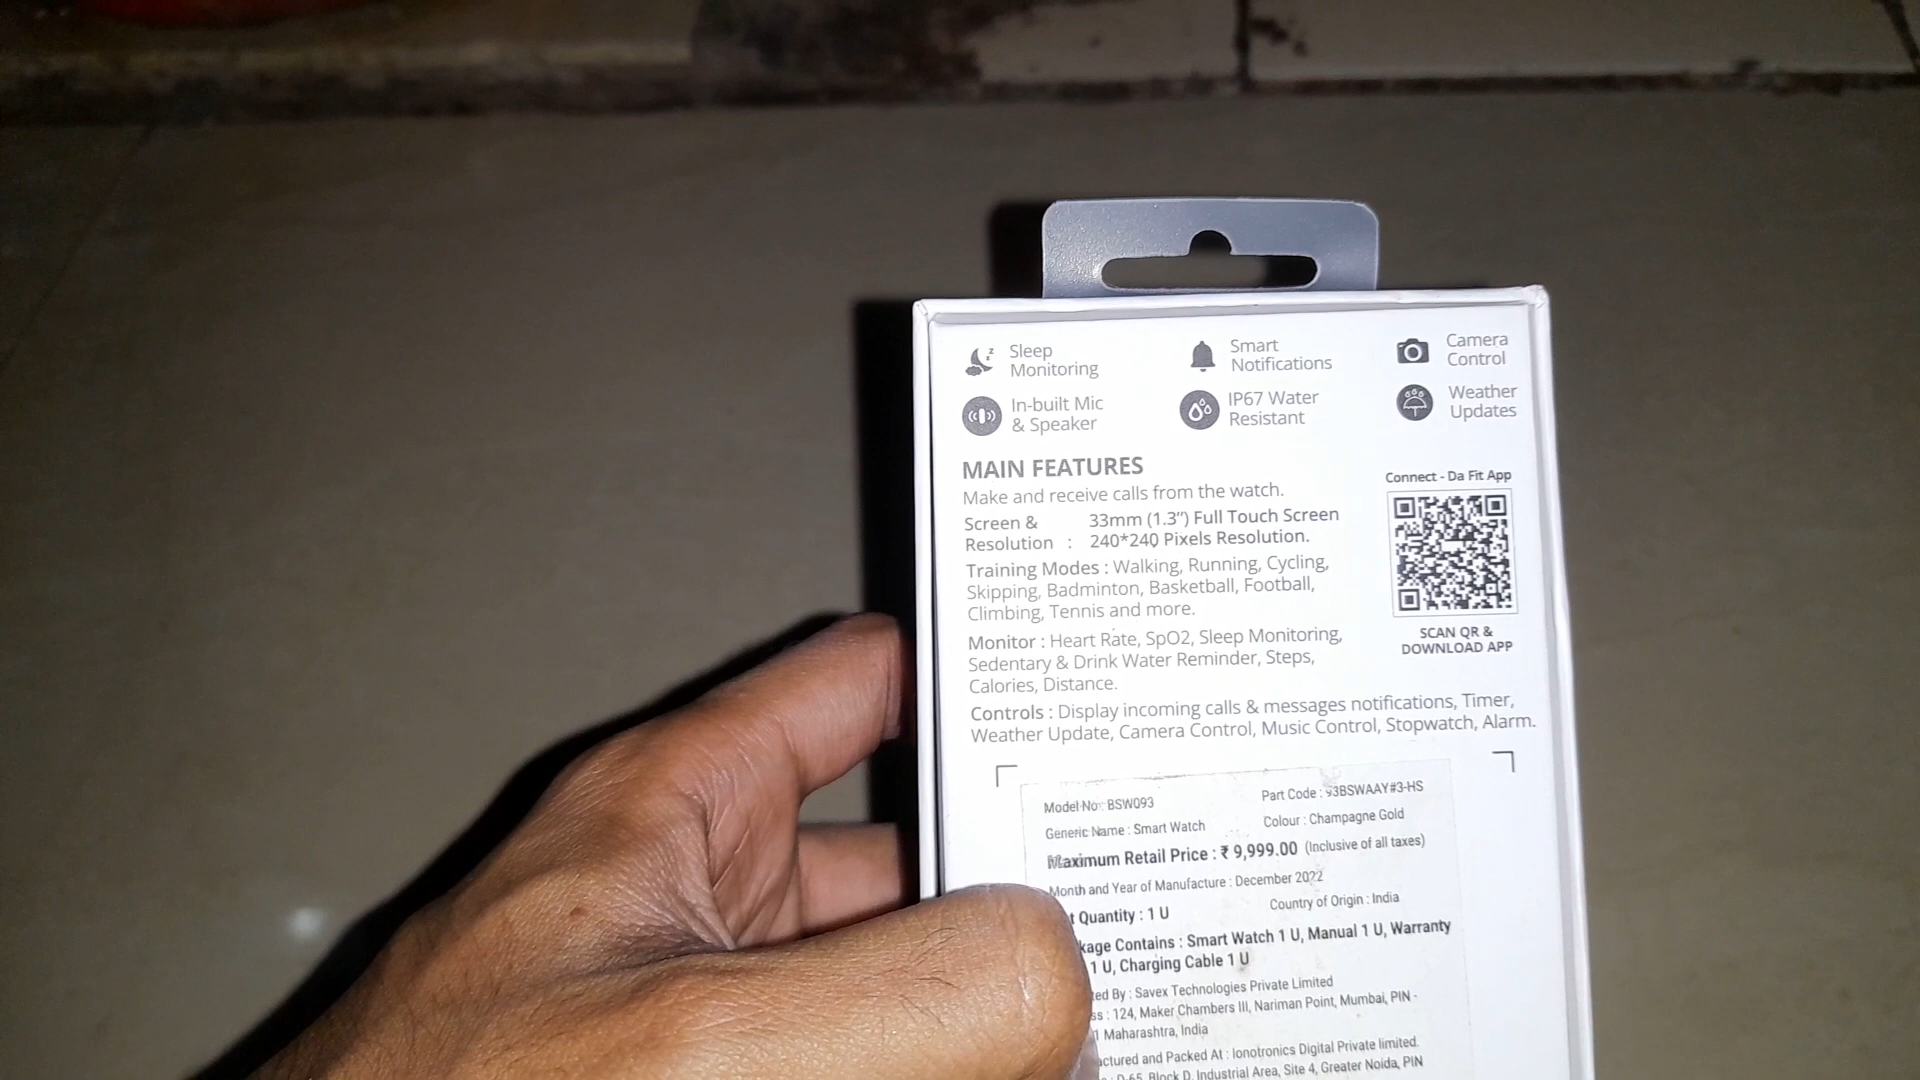 Sleep
Monitoring
Smart
Notifications
Camera
Control
In-built Mic
& Speaker
IP67 Water
Resistant
Weather
Updates
MAIN FEATURES
Make and receive calls from the watch.
Screen &
Resolution : 33mm (1.3") Full Touch Screen
240*240 Pixels Resolution.
Training Modes : Walking, Running, Cycling,
Skipping, Badminton, Basketball, Football,
Climbing, Tennis and more.
Monitor : Heart Rate, SpO2, Sleep Monitoring,
Sedentary & Drink Water Reminder, Steps,
Calories, Distance.
Controls : Display incoming calls & messages notifications, Timer,
Weather Update, Camera Control, Music Control, Stopwatch, Alarm.
Connect - Da Fit App
SCAN QR &
DOWNLOAD APP
Model No : BSW093
Part Code : 93BSWAAY#3-HS
Generic Name : Smart Watch
Colour : Champagne Gold
Maximum Retail Price : ₹ 9,999.00 (Inclusive of all taxes)
Month and Year of Manufacture : December 2022
t Quantity : 1 U
Country of Origin : India
kage Contains : Smart Watch 1 U, Manual 1 U, Warranty
1 U, Charging Cable 1 U
ted By : Savex Technologies Private Limited
ss : 124, Maker Chambers III, Nariman Point, Mumbai, PIN -
1 Maharashtra, India
actured and Packed At : Ionotronics Digital Private limited.
: D-65, Block D, Industrial Area, Site 4, Greater Noida, PIN